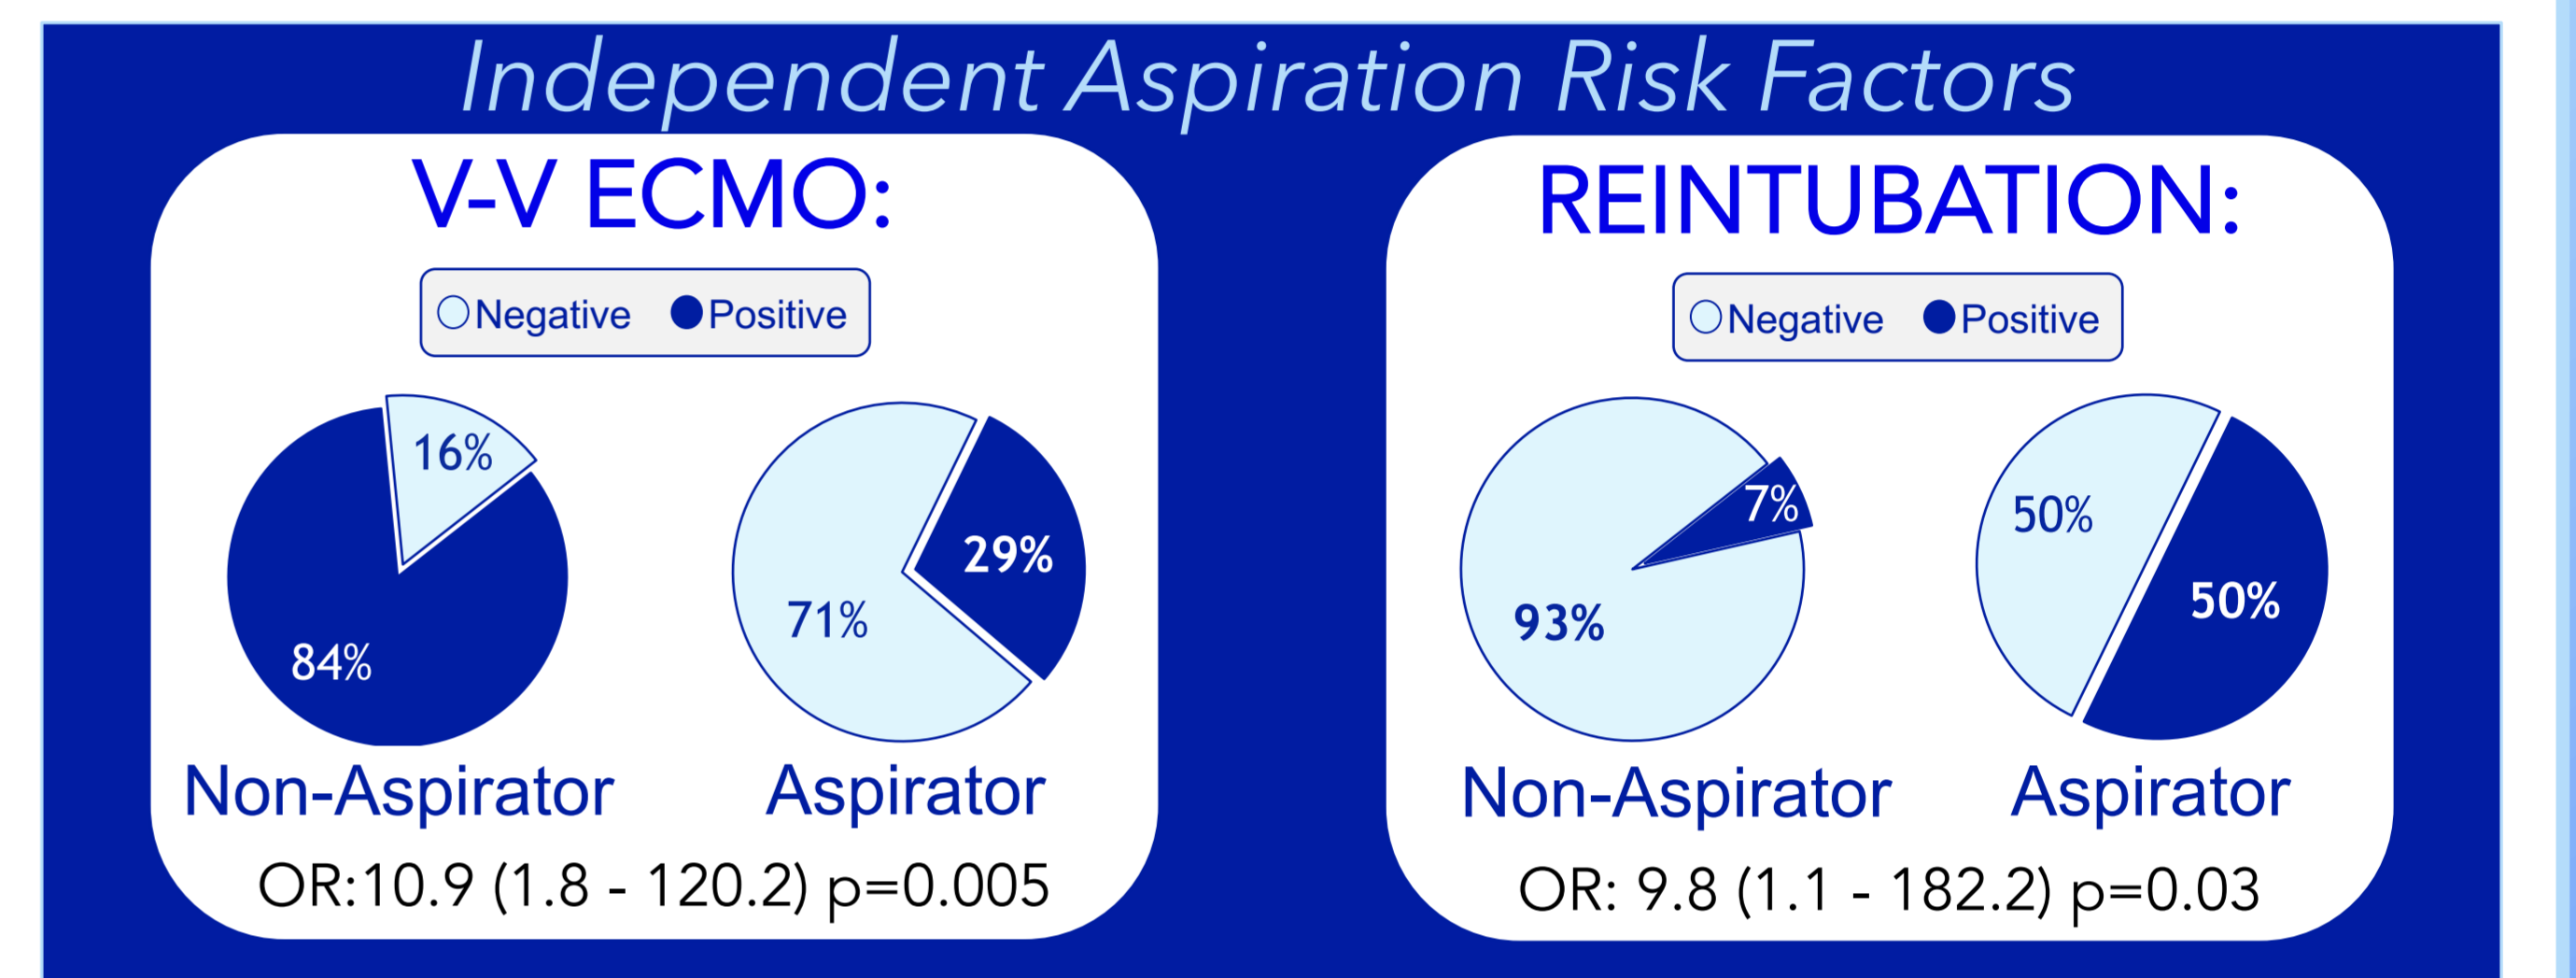 Independent Aspiration Risk Factors
V-V ECMO:
Negative Positive
16%
84%
29%
71%
Non-Aspirator Aspirator
OR:10.9 (1.8 - 120.2) p=0.005
REINTUBATION:
Negative Positive
7%
93%
50%
50%
Non-Aspirator Aspirator
OR: 9.8 (1.1 - 182.2) p=0.03